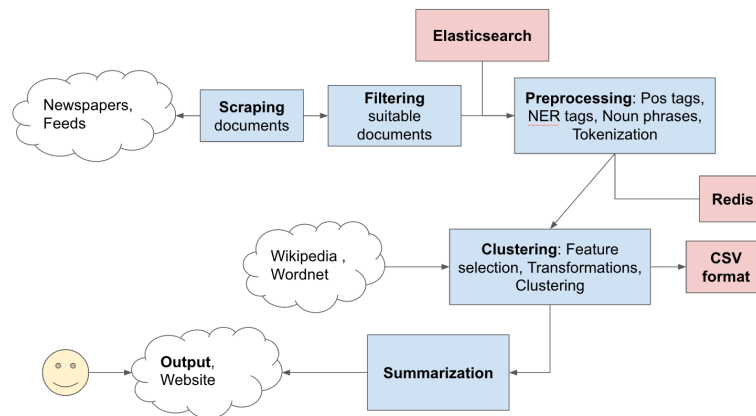 Elasticsearch
Newspapers,
Feeds
Scraping
documents
Filtering
suitable
documents
Preprocessing: Pos tags,
NER tags, Noun phrases,
Tokenization
Redis
Wikipedia ,
Wordnet
Clustering: Feature
selection, Transformations,
Clustering
CSV
format
Output,
Website
Summarization